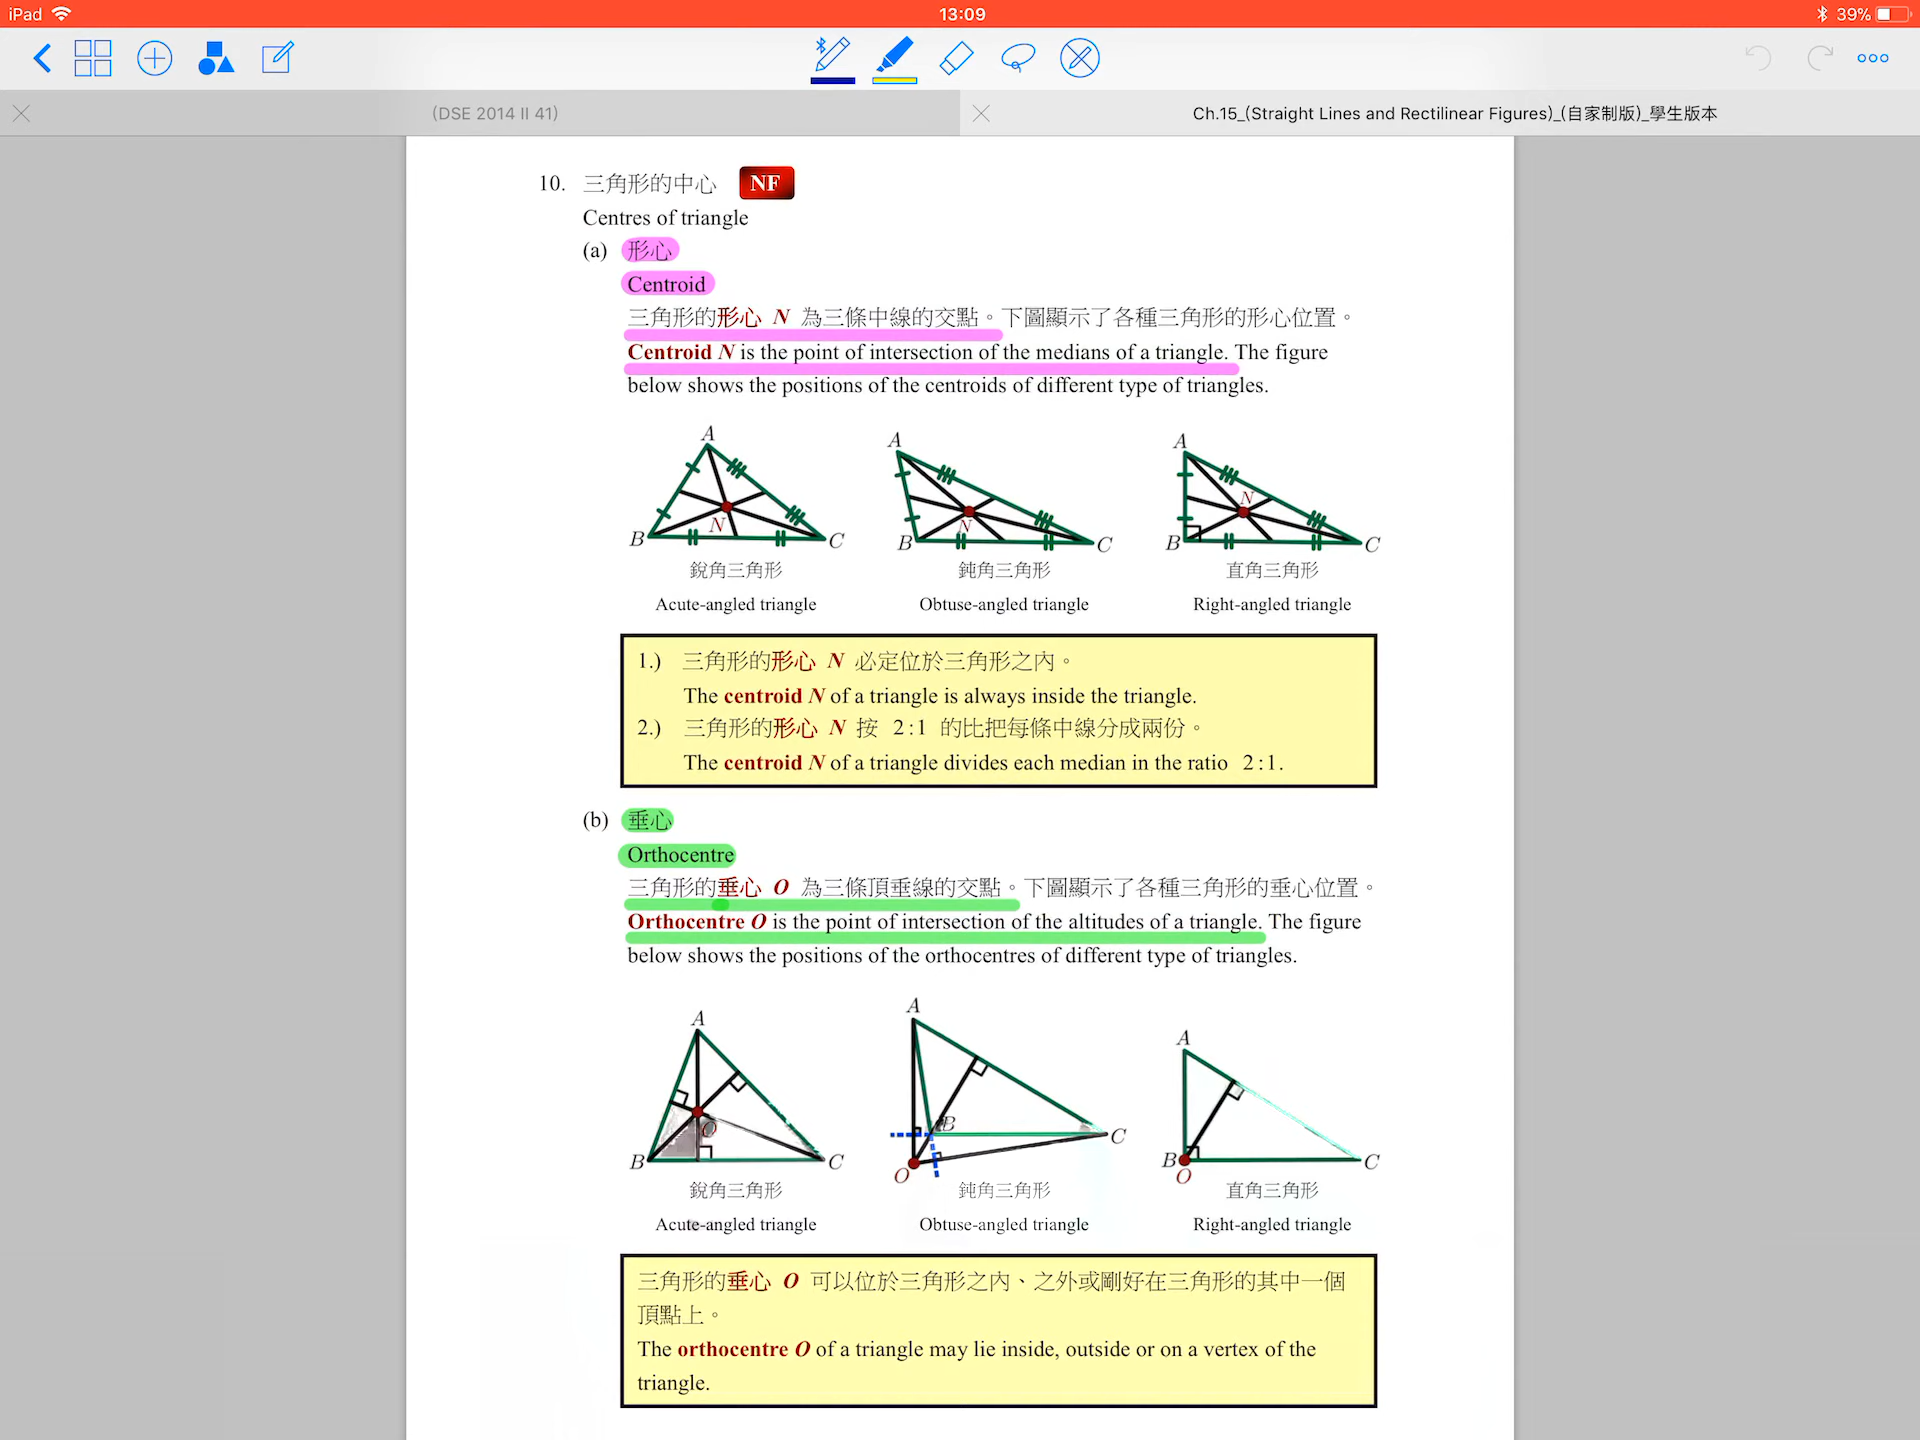 iPad
13:09
39%
(DSE 2014 II 41)
Ch.15_(Straight Lines and Rectilinear Figures)_(自家制版)_學生版本
10. 三角形的中心 NF
Centres of triangle
(a) 形心
Centroid
三角形的形心 N 為三條中線的交點。下圖顯示了各種三角形的形心位置。
Centroid N is the point of intersection of the medians of a triangle. The figure
below shows the positions of the centroids of different type of triangles.
A A A
N N N
B C B C B C
銳角三角形 鈍角三角形 直角三角形
Acute-angled triangle Obtuse-angled triangle Right-angled triangle
1.) 三角形的形心 N 必定位於三角形之內。
The centroid N of a triangle is always inside the triangle.
2.) 三角形的形心 N 按 2:1 的比把每條中線分成兩份。
The centroid N of a triangle divides each median in the ratio 2:1.
(b) 垂心
Orthocentre
三角形的垂心 O 為三條頂垂線的交點。下圖顯示了各種三角形的垂心位置。
Orthocentre O is the point of intersection of the altitudes of a triangle. The figure
below shows the positions of the orthocentres of different type of triangles.
A A A
O B C
B C O B C O
銳角三角形 鈍角三角形 直角三角形
Acute-angled triangle Obtuse-angled triangle Right-angled triangle
三角形的垂心 O 可以位於三角形之內、之外或剛好在三角形的其中一個
頂點上。
The orthocentre O of a triangle may lie inside, outside or on a vertex of the
triangle.